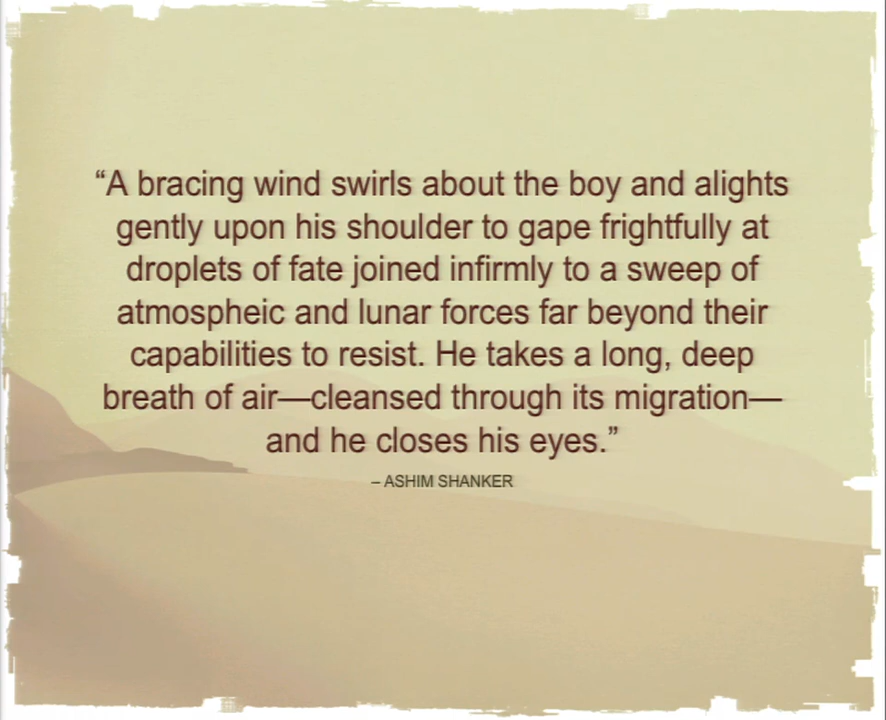 “A bracing wind swirls about the boy and alights
gently upon his shoulder to gape frightfully at
droplets of fate joined infirmly to a sweep of
atmospheic and lunar forces far beyond their
capabilities to resist. He takes a long, deep
breath of air—cleansed through its migration—
and he closes his eyes.”
– ASHIM SHANKER